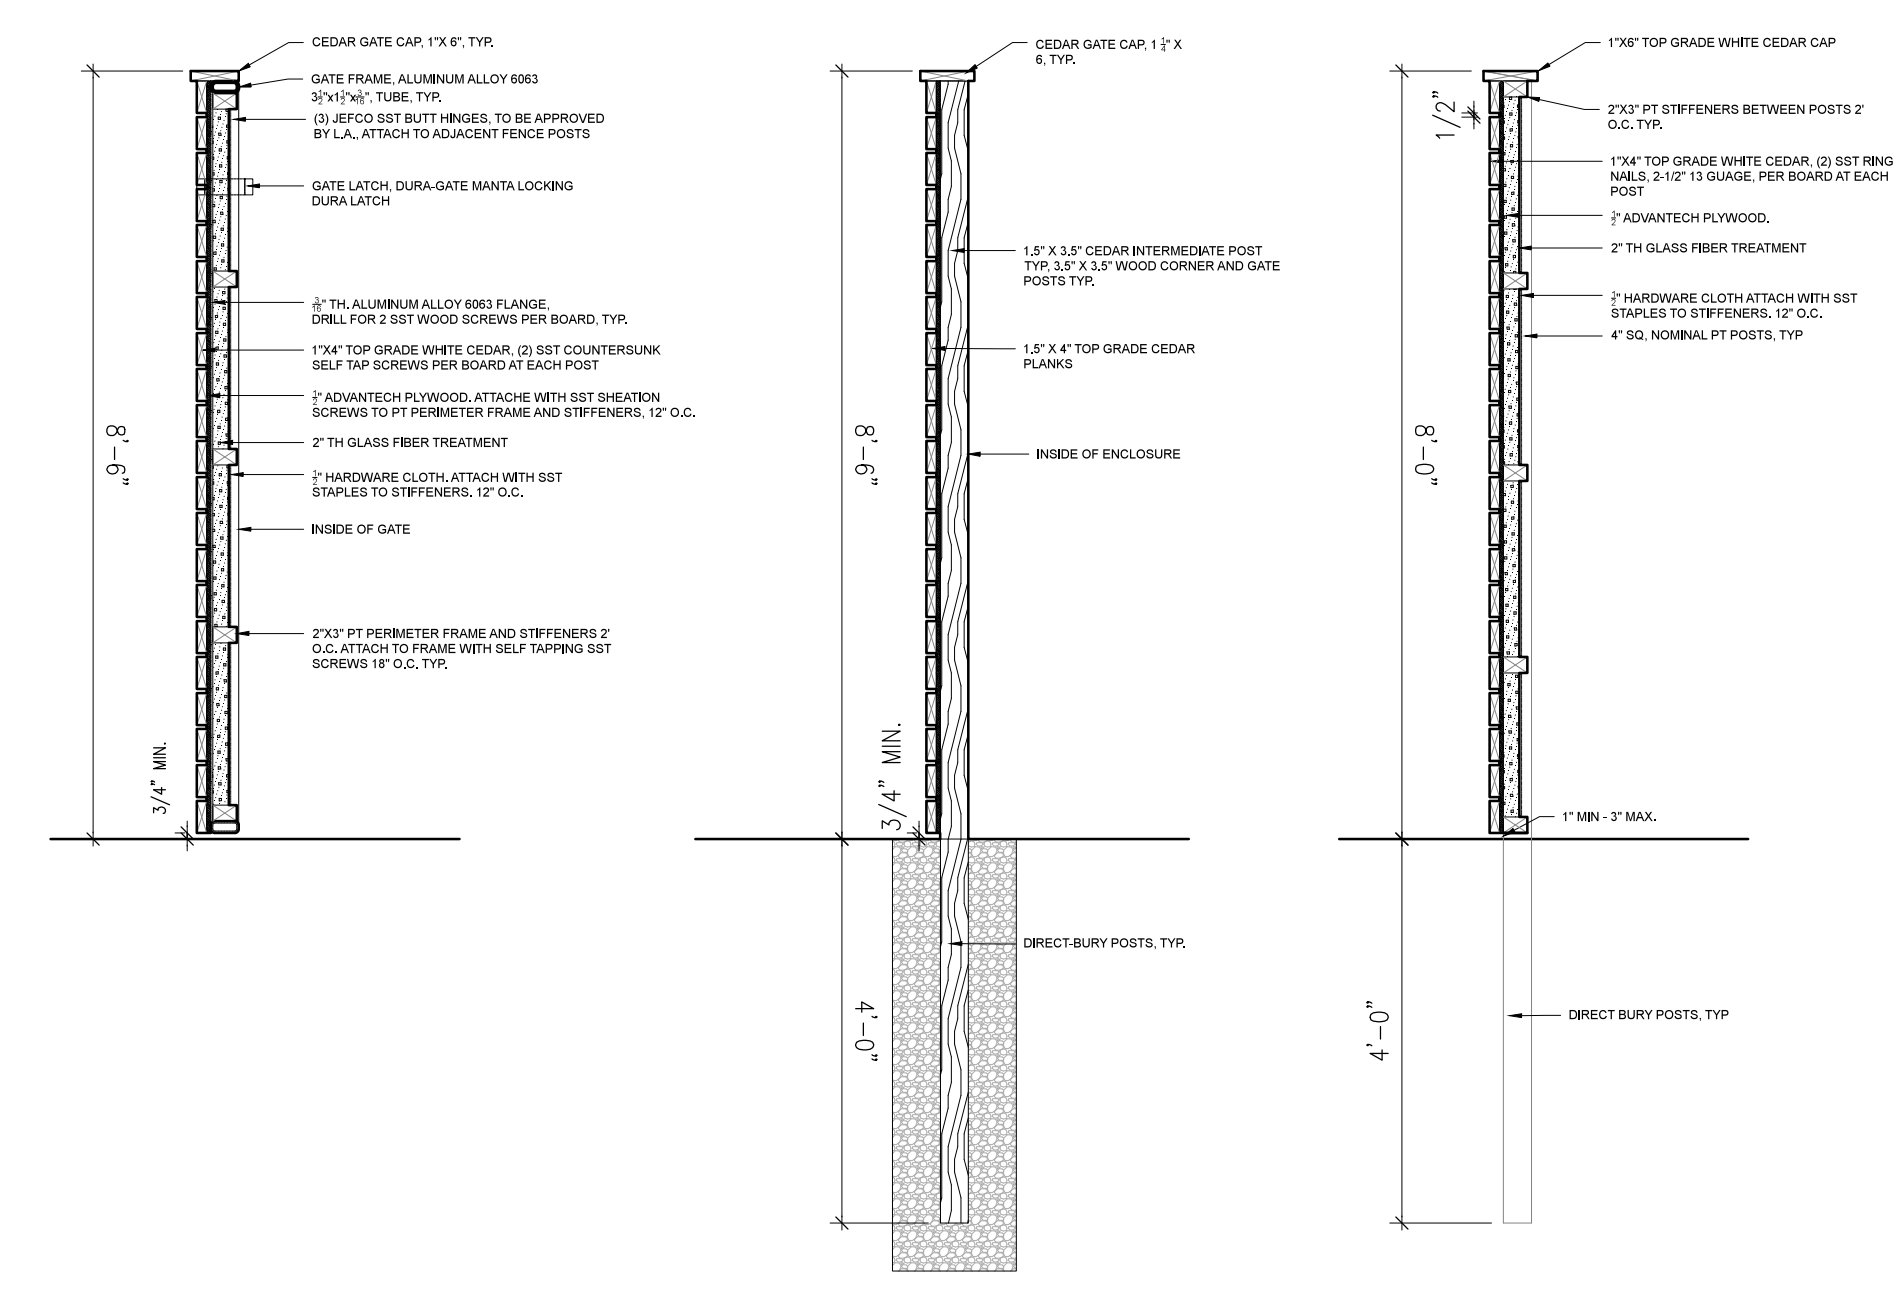 CEDAR GATE CAP, 1"X 6", TYP.
GATE FRAME, ALUMINUM ALLOY 6063
3½"x1½"x3/16", TUBE, TYP.
(3) JEFCO SST BUTT HINGES, TO BE APPROVED
BY L.A., ATTACH TO ADJACENT FENCE POSTS
GATE LATCH, DURA-GATE MANTA LOCKING
DURA LATCH
3/16" TH. ALUMINUM ALLOY 6063 FLANGE,
DRILL FOR 2 SST WOOD SCREWS PER BOARD, TYP.
1"X4" TOP GRADE WHITE CEDAR, (2) SST COUNTERSUNK
SELF TAP SCREWS PER BOARD AT EACH POST
½" ADVANTECH PLYWOOD. ATTACHE WITH SST SHEATION
SCREWS TO PT PERIMETER FRAME AND STIFFENERS, 12" O.C.
2" TH GLASS FIBER TREATMENT
½" HARDWARE CLOTH. ATTACH WITH SST
STAPLES TO STIFFENERS. 12" O.C.
INSIDE OF GATE
2"X3" PT PERIMETER FRAME AND STIFFENERS 2'
O.C. ATTACH TO FRAME WITH SELF TAPPING SST
SCREWS 18" O.C. TYP.
8'-6"
3/4" MIN.
CEDAR GATE CAP, 1 ¼" X
6, TYP.
1.5" X 3.5" CEDAR INTERMEDIATE POST
TYP, 3.5" X 3.5" WOOD CORNER AND GATE
POSTS TYP.
1.5" X 4" TOP GRADE CEDAR
PLANKS
INSIDE OF ENCLOSURE
8'-6"
3/4" MIN.
DIRECT-BURY POSTS, TYP.
4'-0"
1"X6" TOP GRADE WHITE CEDAR CAP
1/2"
2"X3" PT STIFFENERS BETWEEN POSTS 2'
O.C. TYP.
1"X4" TOP GRADE WHITE CEDAR, (2) SST RING
NAILS, 2-1/2" 13 GUAGE, PER BOARD AT EACH
POST
½" ADVANTECH PLYWOOD.
2" TH GLASS FIBER TREATMENT
½" HARDWARE CLOTH ATTACH WITH SST
STAPLES TO STIFFENERS. 12" O.C.
4" SQ, NOMINAL PT POSTS, TYP
8'-0"
1" MIN - 3" MAX.
DIRECT BURY POSTS, TYP
4'-0"